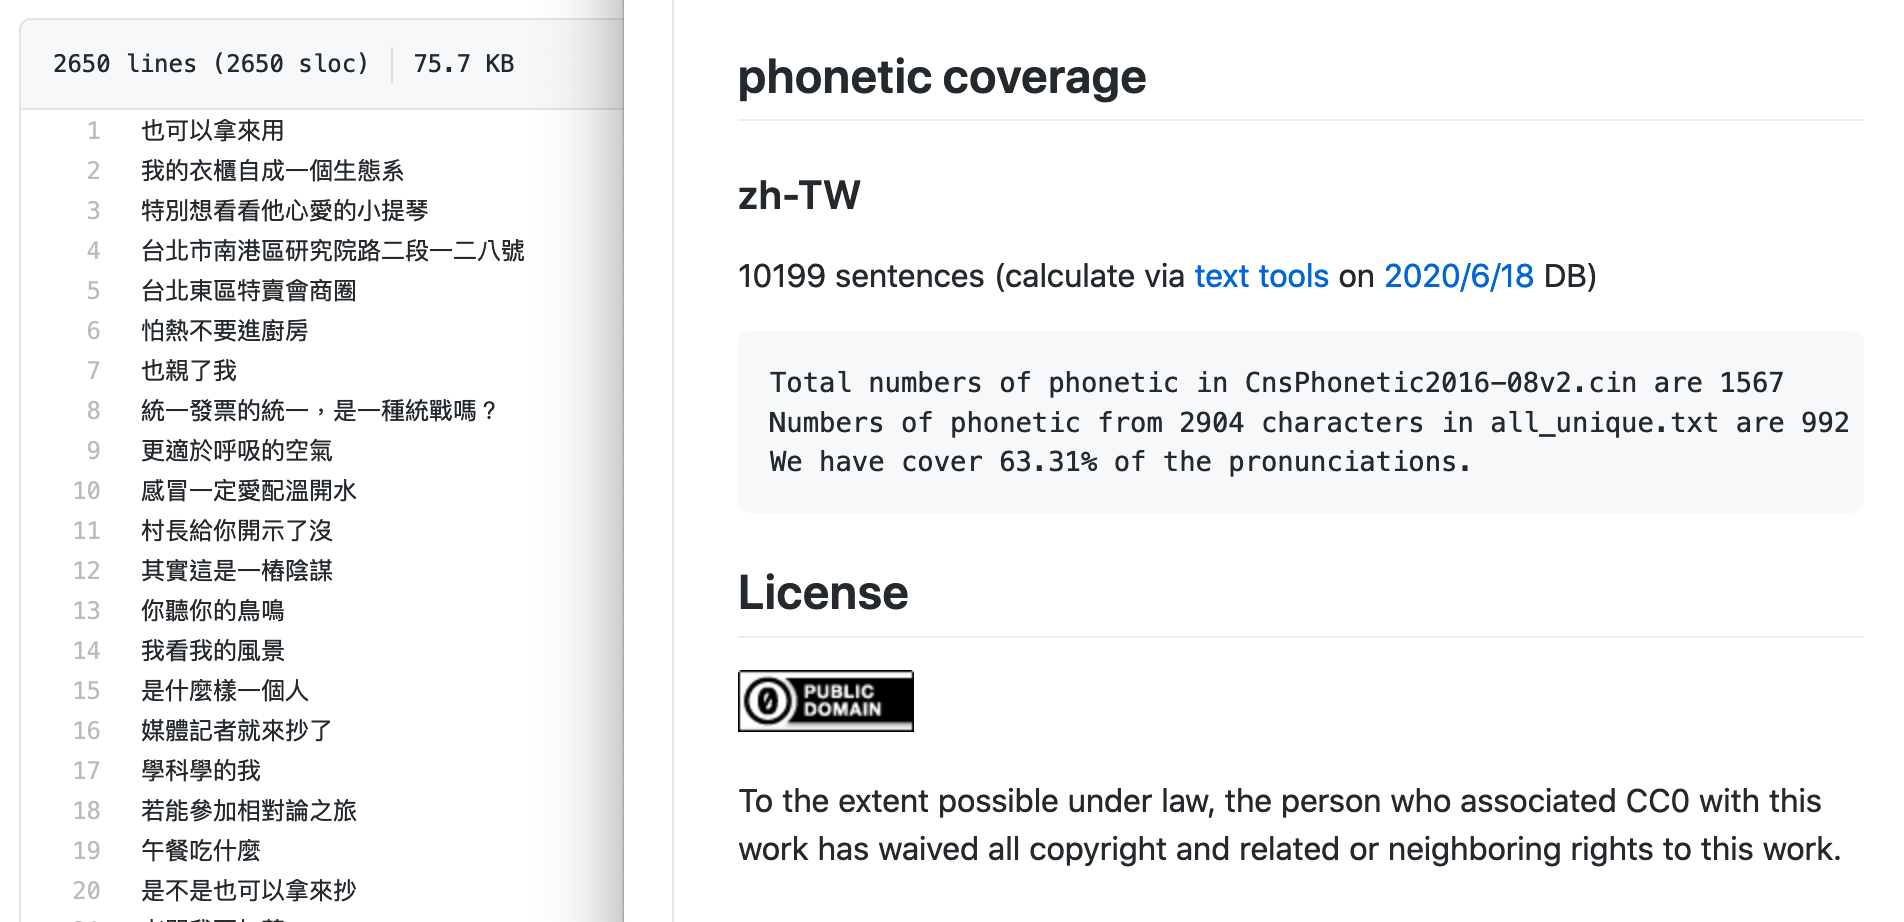 2650 lines (2650 sloc) 75.7 KB
1 也可以拿來用
2 我的衣櫃自成一個生態系
3 特別想看看他心愛的小提琴
4 台北市南港區研究院路二段一二八號
5 台北東區特賣會商圈
6 怕熱不要進廚房
7 也親了我
8 統一發票的統一，是一種統戰嗎？
9 更適於呼吸的空氣
10 感冒一定愛配溫開水
11 村長給你開示了沒
12 其實這是一樁陰謀
13 你聽你的鳥鳴
14 我看我的風景
15 是什麼樣一個人
16 媒體記者就來抄了
17 學科學的我
18 若能參加相對論之旅
19 午餐吃什麼
20 是不是也可以拿來抄
phonetic coverage
zh-TW
10199 sentences (calculate via text tools on 2020/6/18 DB)
Total numbers of phonetic in CnsPhonetic2016-08v2.cin are 1567
Numbers of phonetic from 2904 characters in all_unique.txt are 992
We have cover 63.31% of the pronunciations.
License
PUBLIC
DOMAIN
To the extent possible under law, the person who associated CC0 with this
work has waived all copyright and related or neighboring rights to this work.